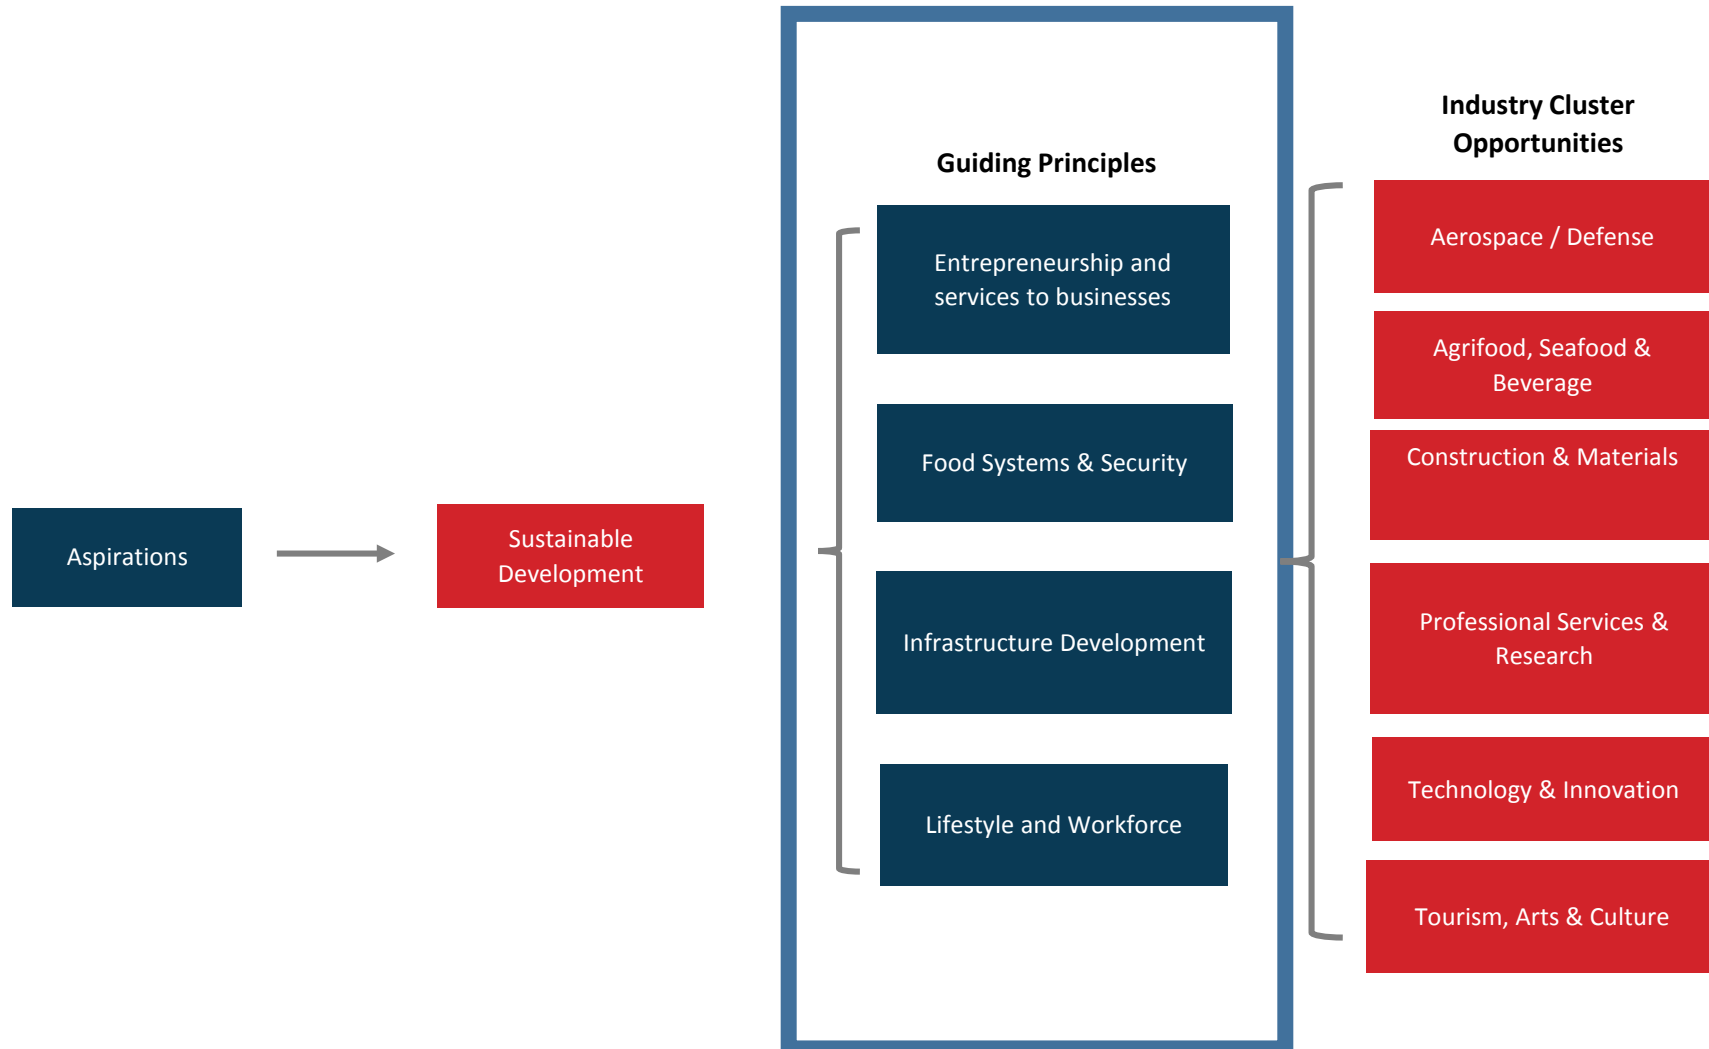 Aspirations
Sustainable
Development
Guiding Principles
Entrepreneurship and
services to businesses
Food Systems & Security
Infrastructure Development
Lifestyle and Workforce
Industry Cluster
Opportunities
Aerospace / Defense
Agrifood, Seafood &
Beverage
Construction & Materials
Professional Services &
Research
Technology & Innovation
Tourism, Arts & Culture